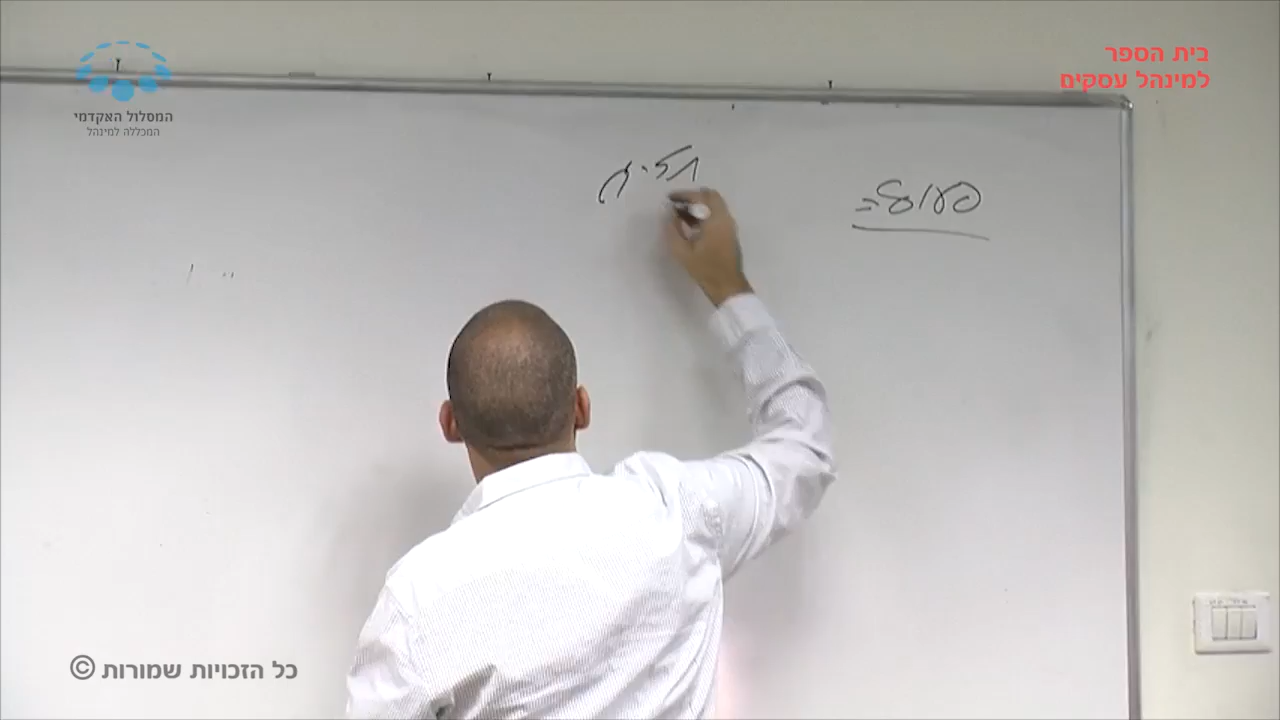 בית הספר
למינהל עסקים
המסלול האקדמי
המכללה למינהל
פעולה
כל הזכויות שמורות ©